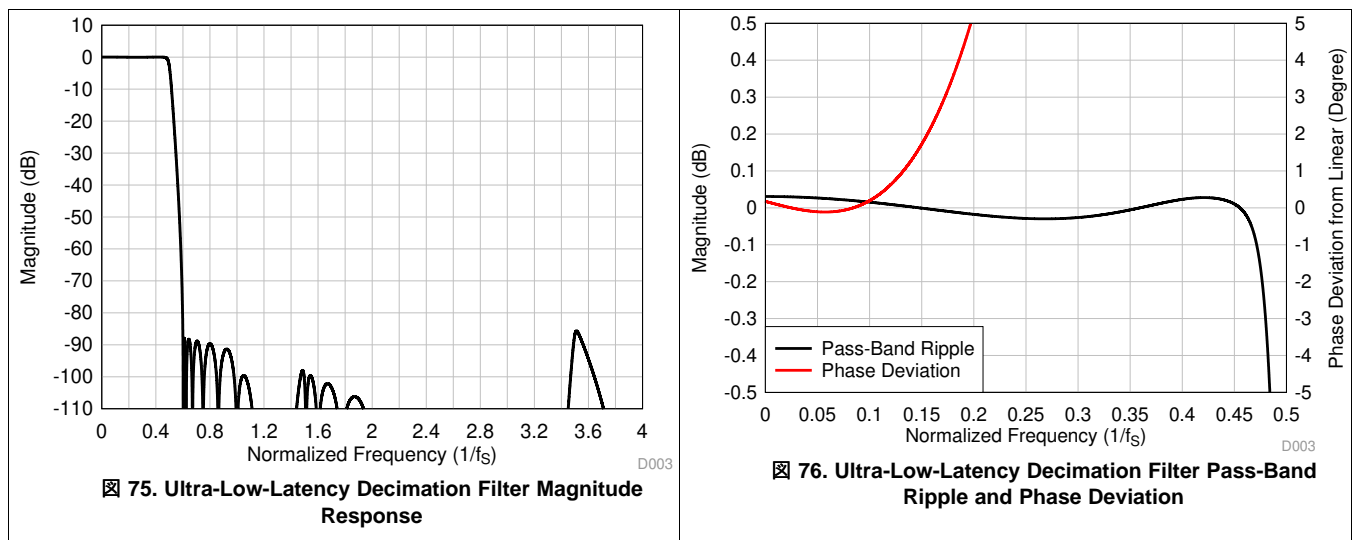 10
0
-10
-20
-30
-40
-50
-60
-70
-80
-90
-100
-110
Magnitude (dB)
0 0.4 0.8 1.2 1.6 2 2.4 2.8 3.2 3.6 4
Normalized Frequency (1/fS)
D003
図 75. Ultra-Low-Latency Decimation Filter Magnitude
Response
0.5
0.4
0.3
0.2
0.1
0
-0.1
-0.2
-0.3
-0.4
-0.5
Magnitude (dB)
5
4
3
2
1
0
-1
-2
-3
-4
-5
Phase Deviation from Linear (Degree)
Pass-Band Ripple
Phase Deviation
0 0.05 0.1 0.15 0.2 0.25 0.3 0.35 0.4 0.45 0.5
Normalized Frequency (1/fS)
D003
図 76. Ultra-Low-Latency Decimation Filter Pass-Band
Ripple and Phase Deviation